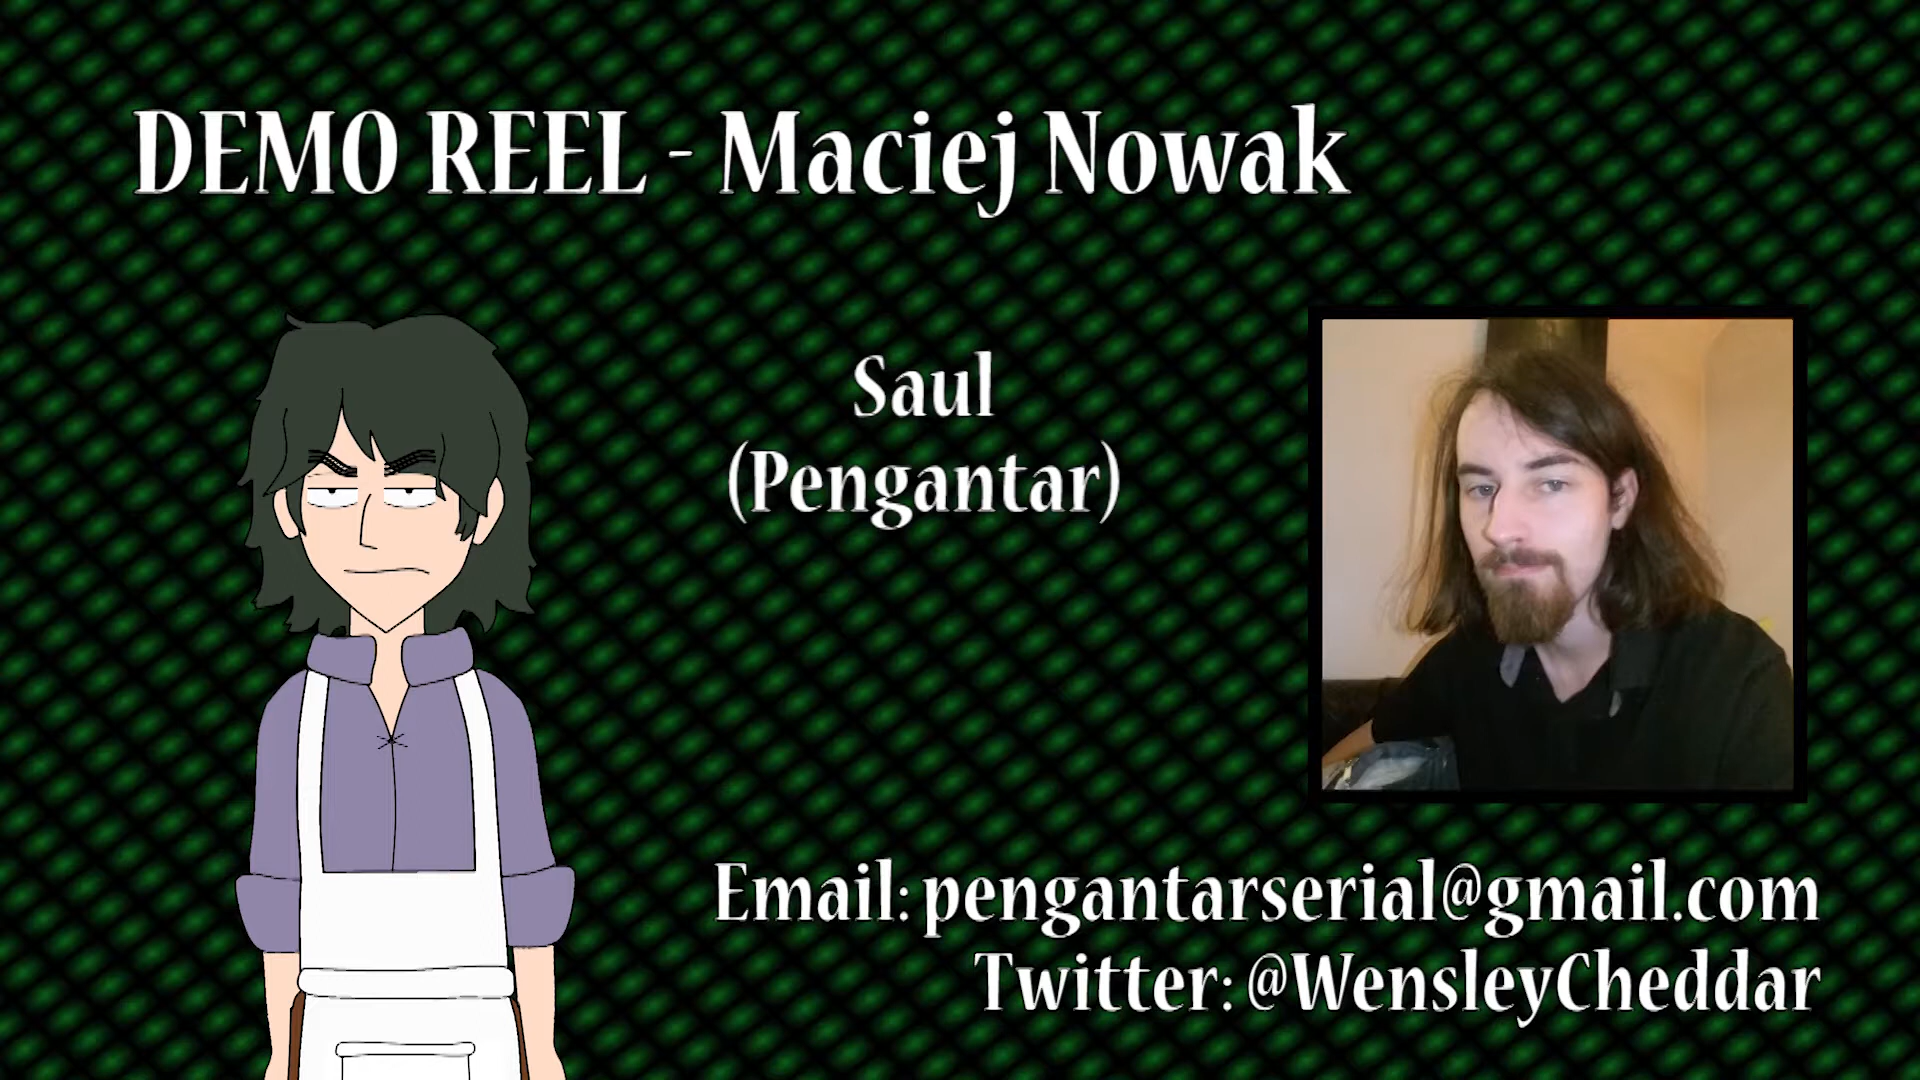 DEMO REEL - Maciej Nowak
Saul
(Pengantar)
Email: pengantarserial@gmail.com
Twitter: @WensleyCheddar